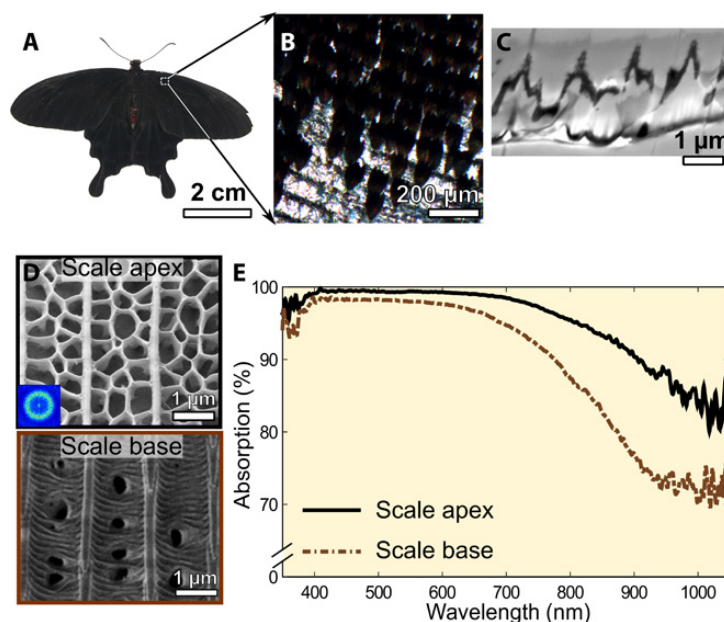 A
2 cm
B
200 µm
C
1 µm
D
Scale apex
1 µm
Scale base
1 µm
E
Absorption (%)
100
90
80
70
0
Scale apex
Scale base
400 500 600 700 800 900 1000
Wavelength (nm)